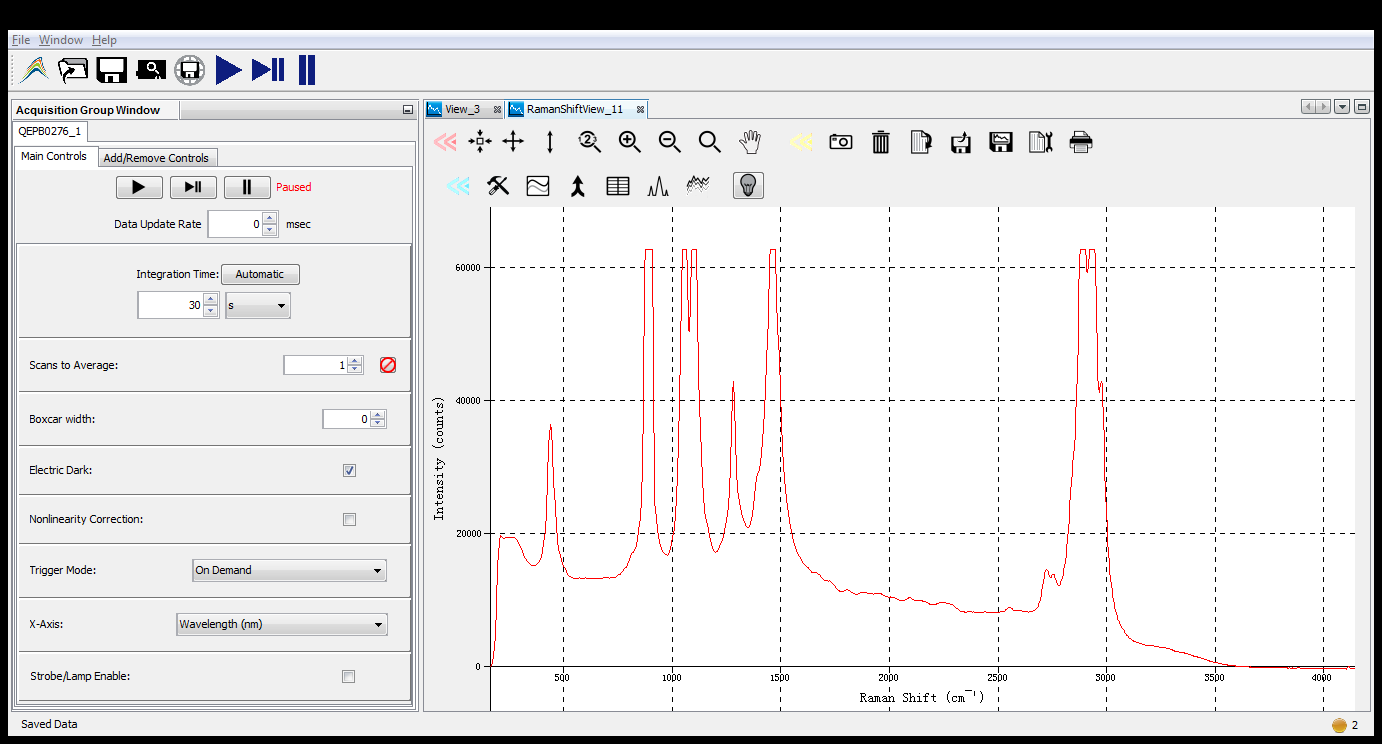 File Window Help
Acquisition Group Window
QEPB0276_1
Main Controls Add/Remove Controls
Paused
Data Update Rate 0 msec
Integration Time: Automatic
30 s
Scans to Average: 1
Boxcar width: 0
Electric Dark:
Nonlinearity Correction:
Trigger Mode: On Demand
X-Axis: Wavelength (nm)
Strobe/Lamp Enable:
Saved Data
View_3 RamanShiftView_11
2
60000
40000
20000
0
Intensity (counts)
500 1000 1500 2000 2500 3000 3500 4000
Raman Shift (cm⁻¹)
2